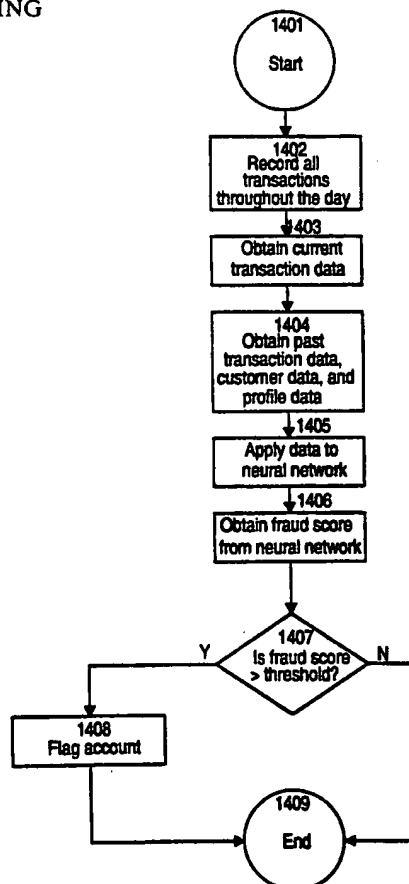 ING
1401
Start
1402
Record all
transactions
throughout the day
1403
Obtain current
transaction data
1404
Obtain past
transaction data,
customer data, and
profile data
1405
Apply data to
neural network
1406
Obtain fraud score
from neural network
1407
Is fraud score
> threshold?
Y
N
1408
Flag account
1409
End